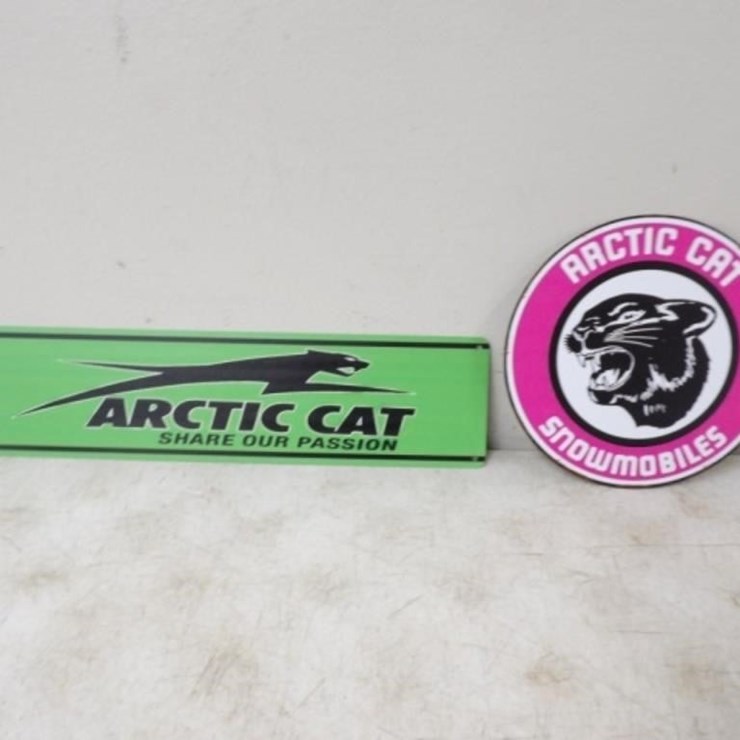 ARCTIC CAT
SHARE OUR PASSION
ARCTIC CAT
SNOWMOBILES